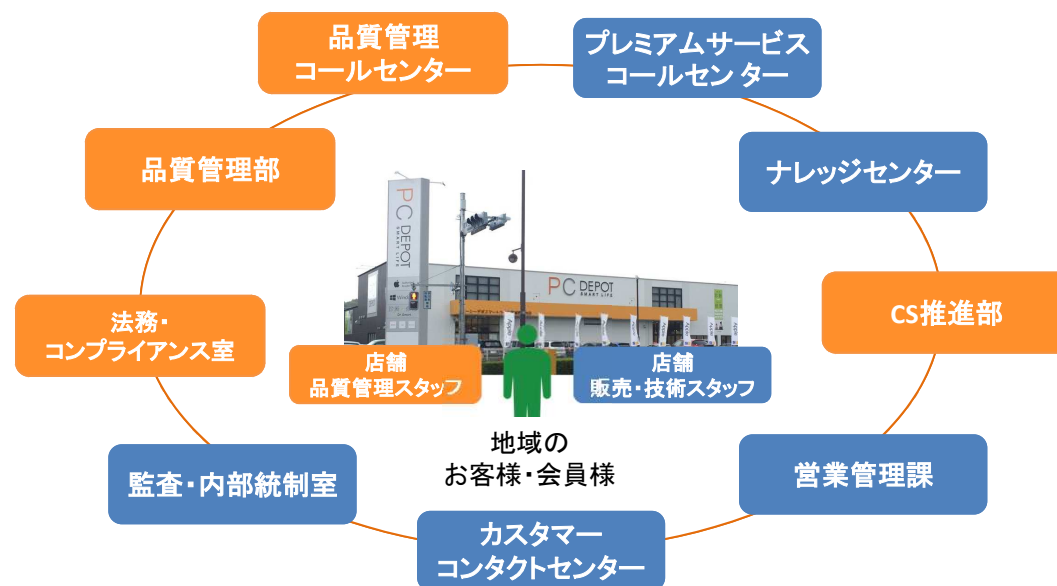 品質管理
コールセンター
プレミアムサービス
コールセンター
品質管理部
ナレッジセンター
PC DEPOT
SMART LIFE
PC DEPOT
SMART LIFE
法務・
コンプライアンス室
CS推進部
店舗
品質管理スタッフ
店舗
販売・技術スタッフ
地域の
お客様・会員様
監査・内部統制室
営業管理課
カスタマー
コンタクトセンター